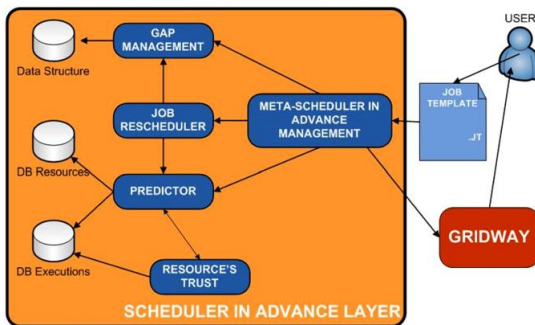 USER
GAP
MANAGEMENT
Data Structure
JOB
TEMPLATE
.JT
META-SCHEDULER IN
ADVANCE
MANAGEMENT
JOB
RESCHEDULER
DB Resources
PREDICTOR
GRIDWAY
RESOURCE'S
TRUST
DB Executions
SCHEDULER IN ADVANCE LAYER